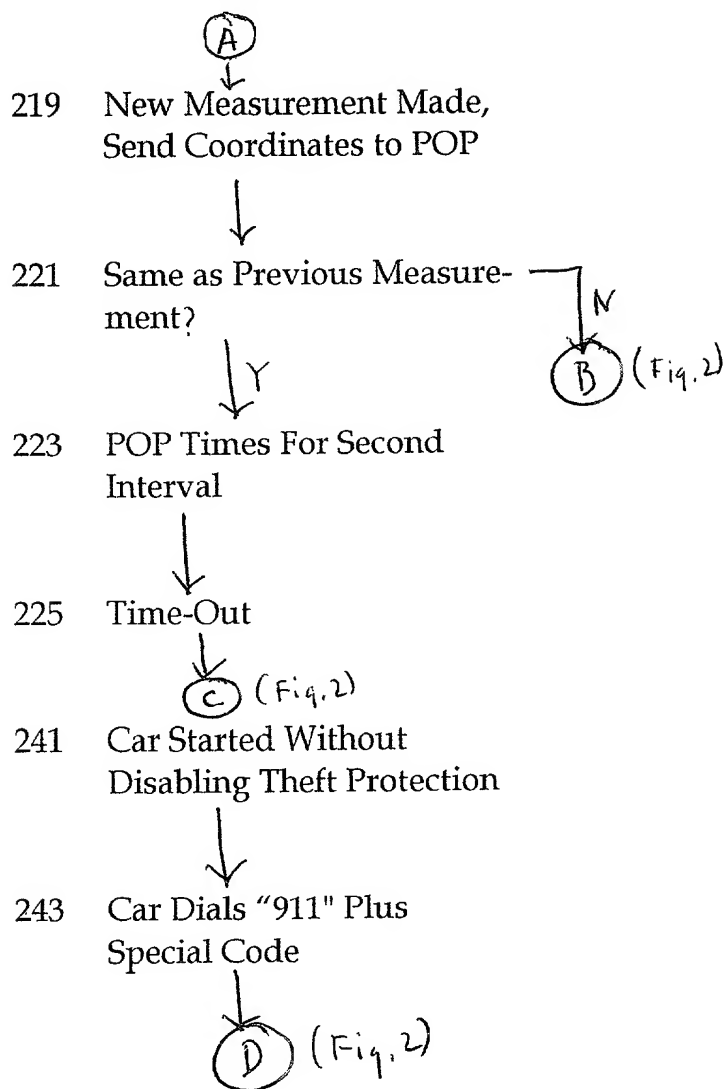 A
219 New Measurement Made,
Send Coordinates to POP
221 Same as Previous Measure-
ment?
N
B (Fig. 2)
Y
223 POP Times For Second
Interval
225 Time-Out
C (Fig. 2)
241 Car Started Without
Disabling Theft Protection
243 Car Dials "911" Plus
Special Code
D (Fig. 2)